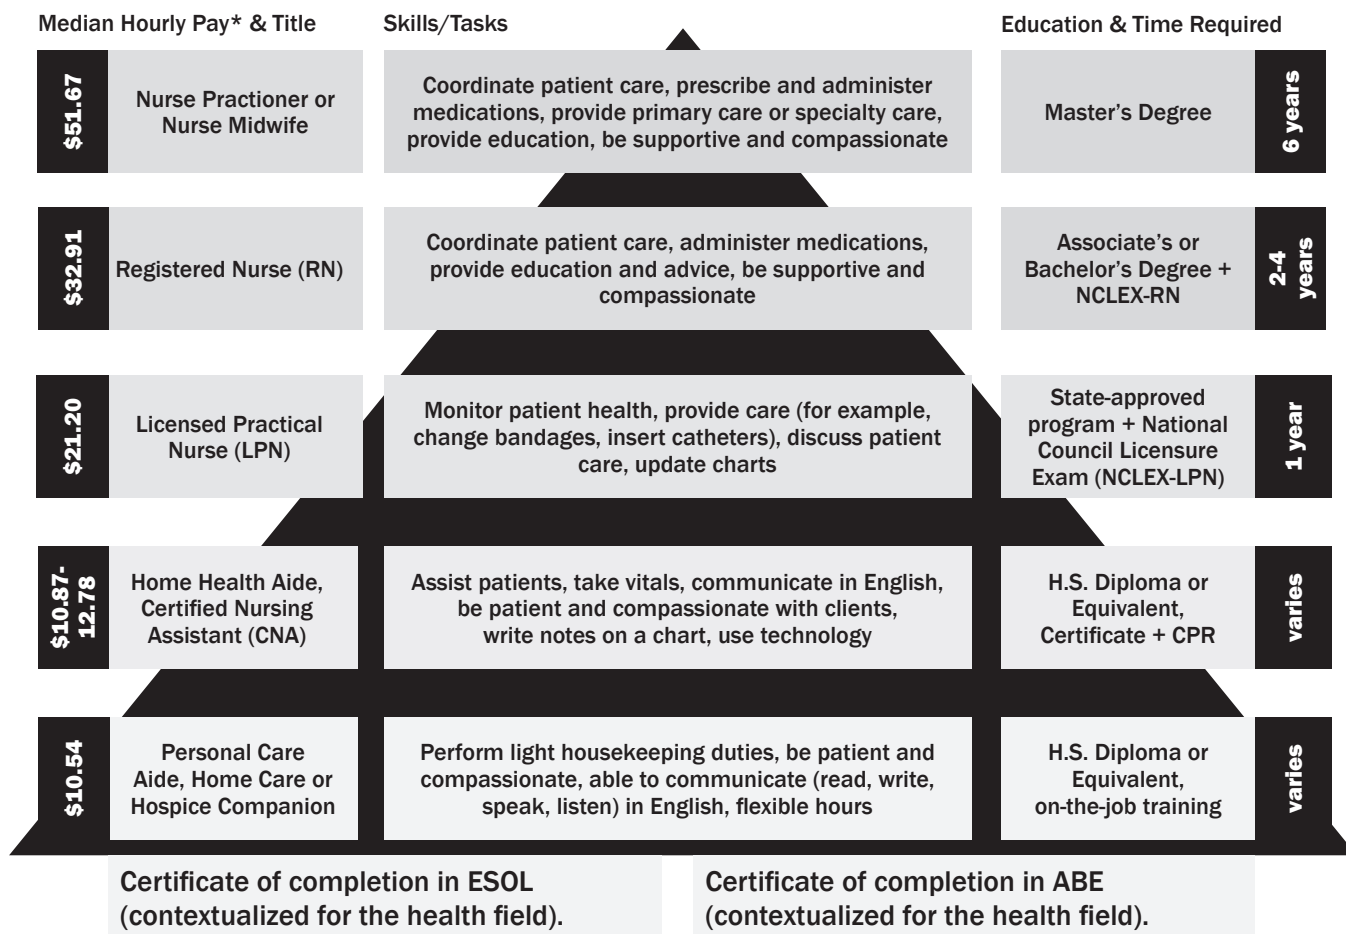 Median Hourly Pay* & Title
Skills/Tasks
Education & Time Required
$51.67
Nurse Practioner or
Nurse Midwife
Coordinate patient care, prescribe and administer
medications, provide primary care or specialty care,
provide education, be supportive and compassionate
Master’s Degree
6 years
$32.91
Registered Nurse (RN)
Coordinate patient care, administer medications,
provide education and advice, be supportive and
compassionate
Associate’s or
Bachelor’s Degree +
NCLEX-RN
2-4
years
$21.20
Licensed Practical
Nurse (LPN)
Monitor patient health, provide care (for example,
change bandages, insert catheters), discuss patient
care, update charts
State-approved
program + National
Council Licensure
Exam (NCLEX-LPN)
1 year
$10.87-
12.78
Home Health Aide,
Certified Nursing
Assistant (CNA)
Assist patients, take vitals, communicate in English,
be patient and compassionate with clients,
write notes on a chart, use technology
H.S. Diploma or
Equivalent,
Certificate + CPR
varies
$10.54
Personal Care
Aide, Home Care or
Hospice Companion
Perform light housekeeping duties, be patient and
compassionate, able to communicate (read, write,
speak, listen) in English, flexible hours
H.S. Diploma or
Equivalent,
on-the-job training
varies
Certificate of completion in ESOL
(contextualized for the health field).
Certificate of completion in ABE
(contextualized for the health field).